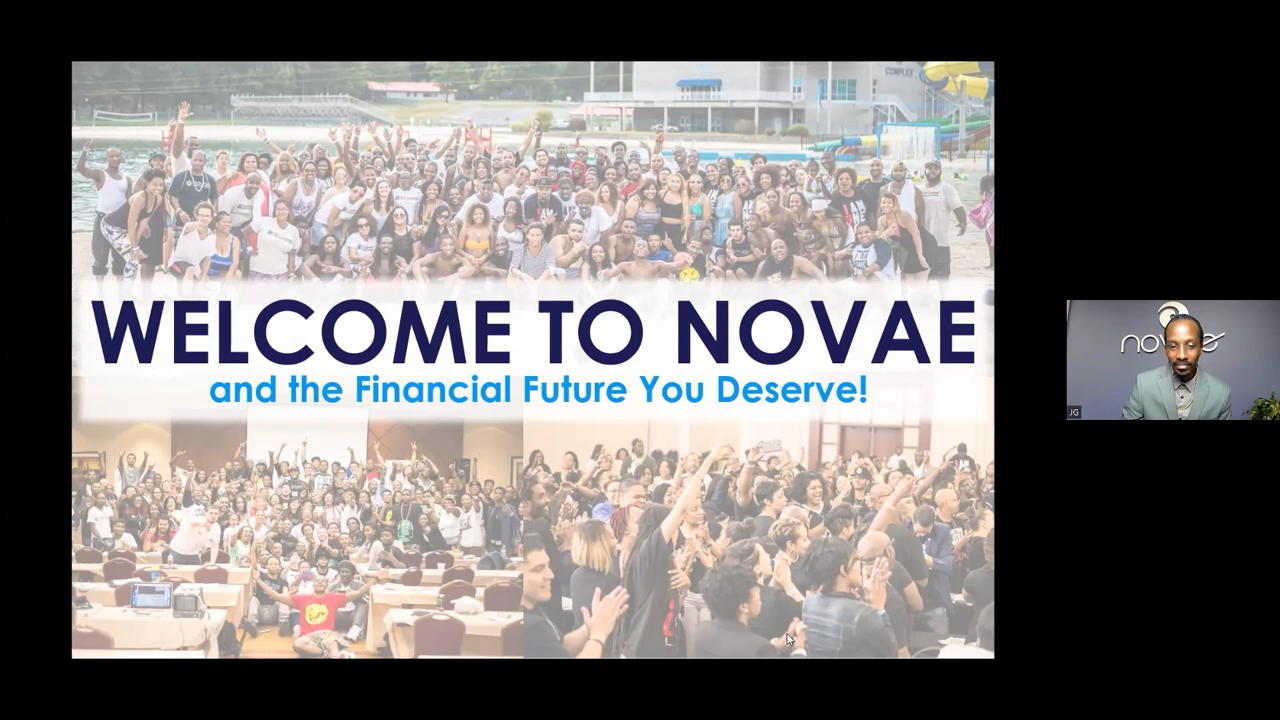 COMPLEX
WELCOME TO NOVAE
and the Financial Future You Deserve!
novae
JG